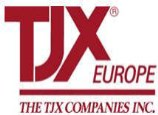 TJX®
EUROPE
THE TJX COMPANIES INC.